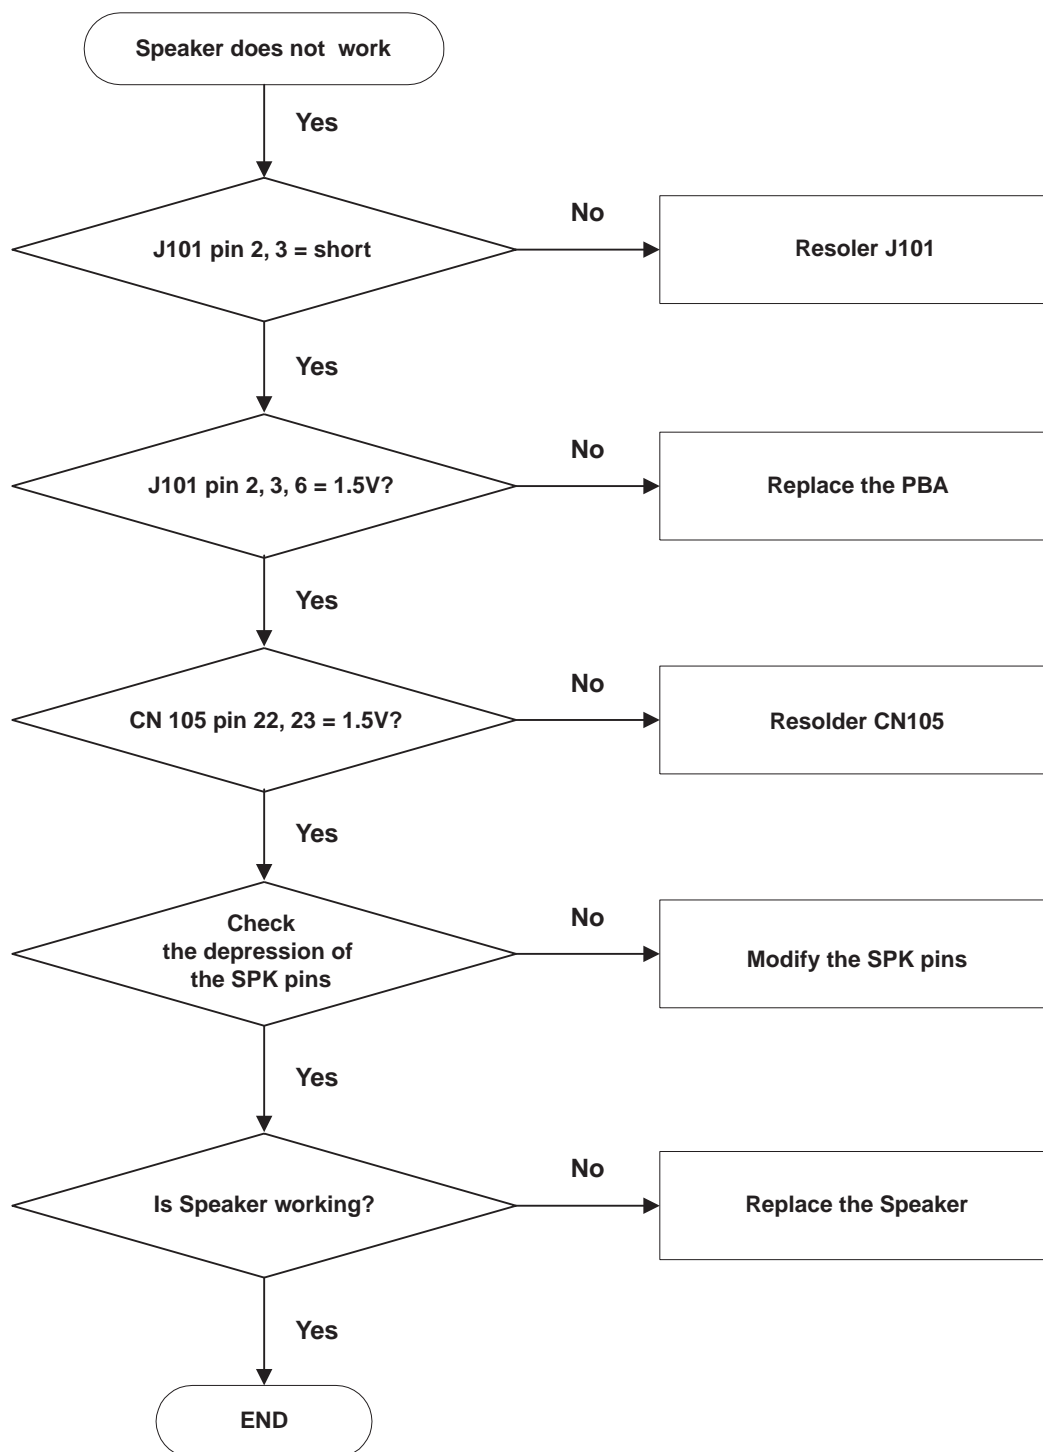 Speaker does not  work
Yes
J101 pin 2, 3 = short
No
Resoler J101
Yes
J101 pin 2, 3, 6 = 1.5V?
No
Replace the PBA
Yes
CN 105 pin 22, 23 = 1.5V?
No
Resolder CN105
Yes
Check
the depression of
the SPK pins
No
Modify the SPK pins
Yes
Is Speaker working?
No
Replace the Speaker
Yes
END